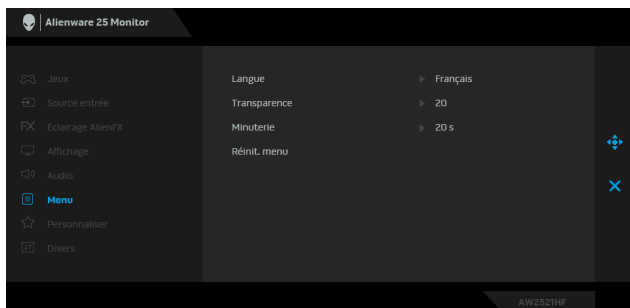 Alienware 25 Monitor
Jeux
Source entrée
FX Éclairage AlienFX
Affichage
Audio
Menu
Personnaliser
Divers
Langue Français
Transparence 20
Minuterie 20 s
Réinit. menu
AW2521HF